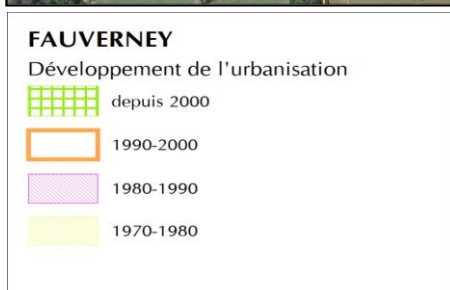 FAUVERNEY
Développement de l'urbanisation
depuis 2000
1990-2000
1980-1990
1970-1980